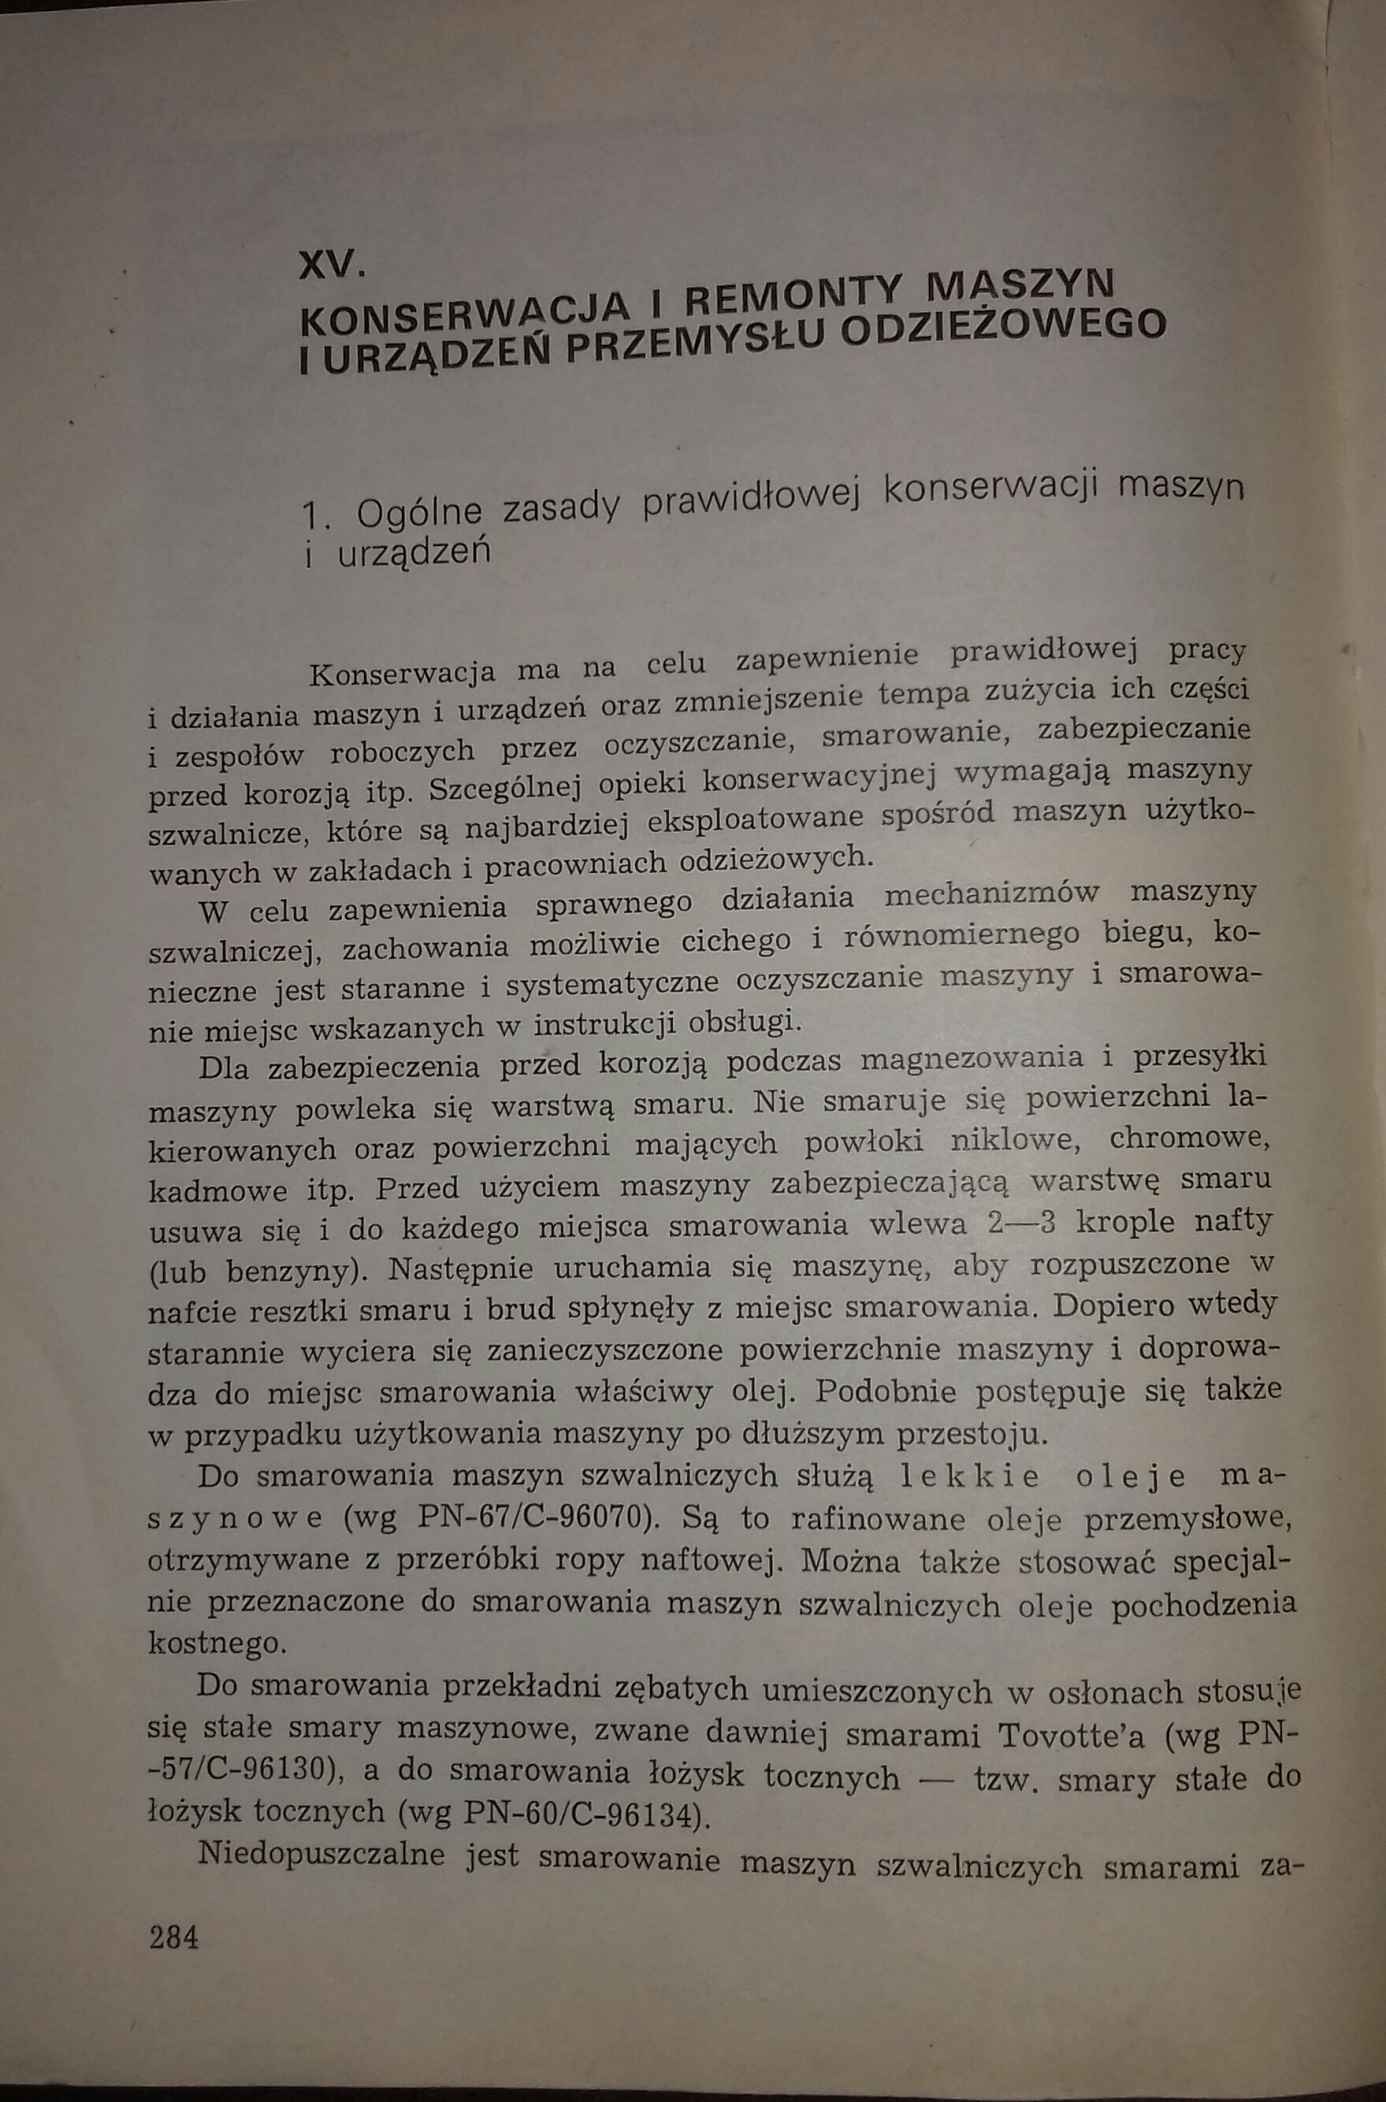 XV.
KONSERWACJA I REMONTY MASZYN
I URZĄDZEŃ PRZEMYSŁU ODZIEŻOWEGO
1. Ogólne zasady prawidłowej konserwacji maszyn
i urządzeń
Konserwacja ma na celu zapewnienie prawidłowej pracy
i działania maszyn i urządzeń oraz zmniejszenie tempa zużycia ich części
i zespołów roboczych przez oczyszczanie, smarowanie, zabezpieczanie
przed korozją itp. Szcególnej opieki konserwacyjnej wymagają maszyny
szwalnicze, które są najbardziej eksploatowane spośród maszyn użytko-
wanych w zakładach i pracowniach odzieżowych.
W celu zapewnienia sprawnego działania mechanizmów maszyny
szwalniczej, zachowania możliwie cichego i równomiernego biegu, ko-
nieczne jest staranne i systematyczne oczyszczanie maszyny i smarowa-
nie miejsc wskazanych w instrukcji obsługi.
Dla zabezpieczenia przed korozją podczas magnezowania i przesyłki
maszyny powleka się warstwą smaru. Nie smaruje się powierzchni la-
kierowanych oraz powierzchni mających powłoki niklowe, chromowe,
kadmowe itp. Przed użyciem maszyny zabezpieczającą warstwę smaru
usuwa się i do każdego miejsca smarowania wlewa 2—3 krople nafty
(lub benzyny). Następnie uruchamia się maszynę, aby rozpuszczone w
nafcie resztki smaru i brud spłynęły z miejsc smarowania. Dopiero wtedy
starannie wyciera się zanieczyszczone powierzchnie maszyny i doprowa-
dza do miejsc smarowania właściwy olej. Podobnie postępuje się także
w przypadku użytkowania maszyny po dłuższym przestoju.
Do smarowania maszyn szwalniczych służą lekkie oleje ma-
szynowe (wg PN-67/C-96070). Są to rafinowane oleje przemysłowe,
otrzymywane z przeróbki ropy naftowej. Można także stosować specjal-
nie przeznaczone do smarowania maszyn szwalniczych oleje pochodzenia
kostnego.
Do smarowania przekładni zębatych umieszczonych w osłonach stosuje
się stałe smary maszynowe, zwane dawniej smarami Tovotte'a (wg PN-
-57/C-96130), a do smarowania łożysk tocznych — tzw. smary stałe do
łożysk tocznych (wg PN-60/C-96134).
Niedopuszczalne jest smarowanie maszyn szwalniczych smarami za-
284